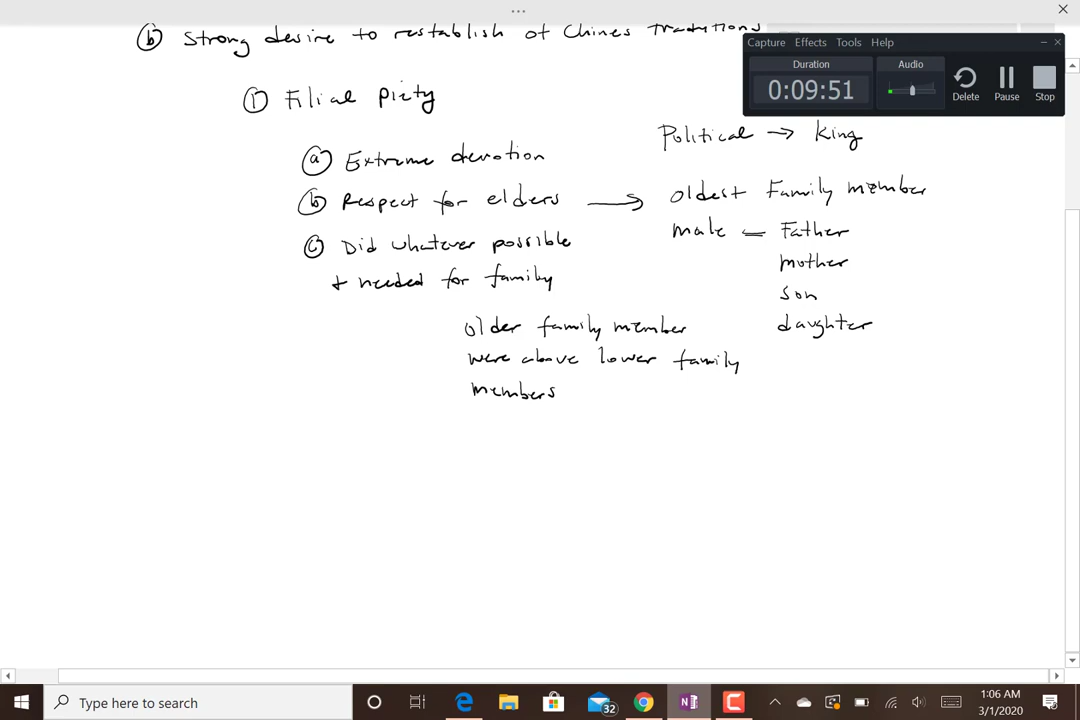 ⓑ Strong desire to restablish of Chines traditions
Capture Effects Tools Help
Duration
Audio
0:09:51
Delete
Pause
Stop
① Filial piety
Political → King
ⓐ Extreme devotion
ⓑ Respect for elders → oldest Family member
male = Father
ⓒ Did whatever possible
mother
+ needed for family
son
older family member
daughter
were above lower family
members
Type here to search
32
1:06 AM
3/1/2020